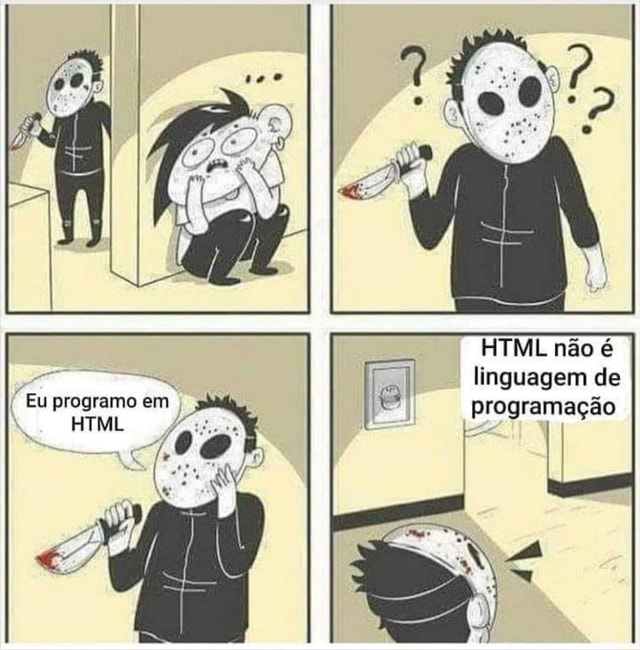 ...
? ? ?
Eu programo em
HTML
HTML não é
linguagem de
programação